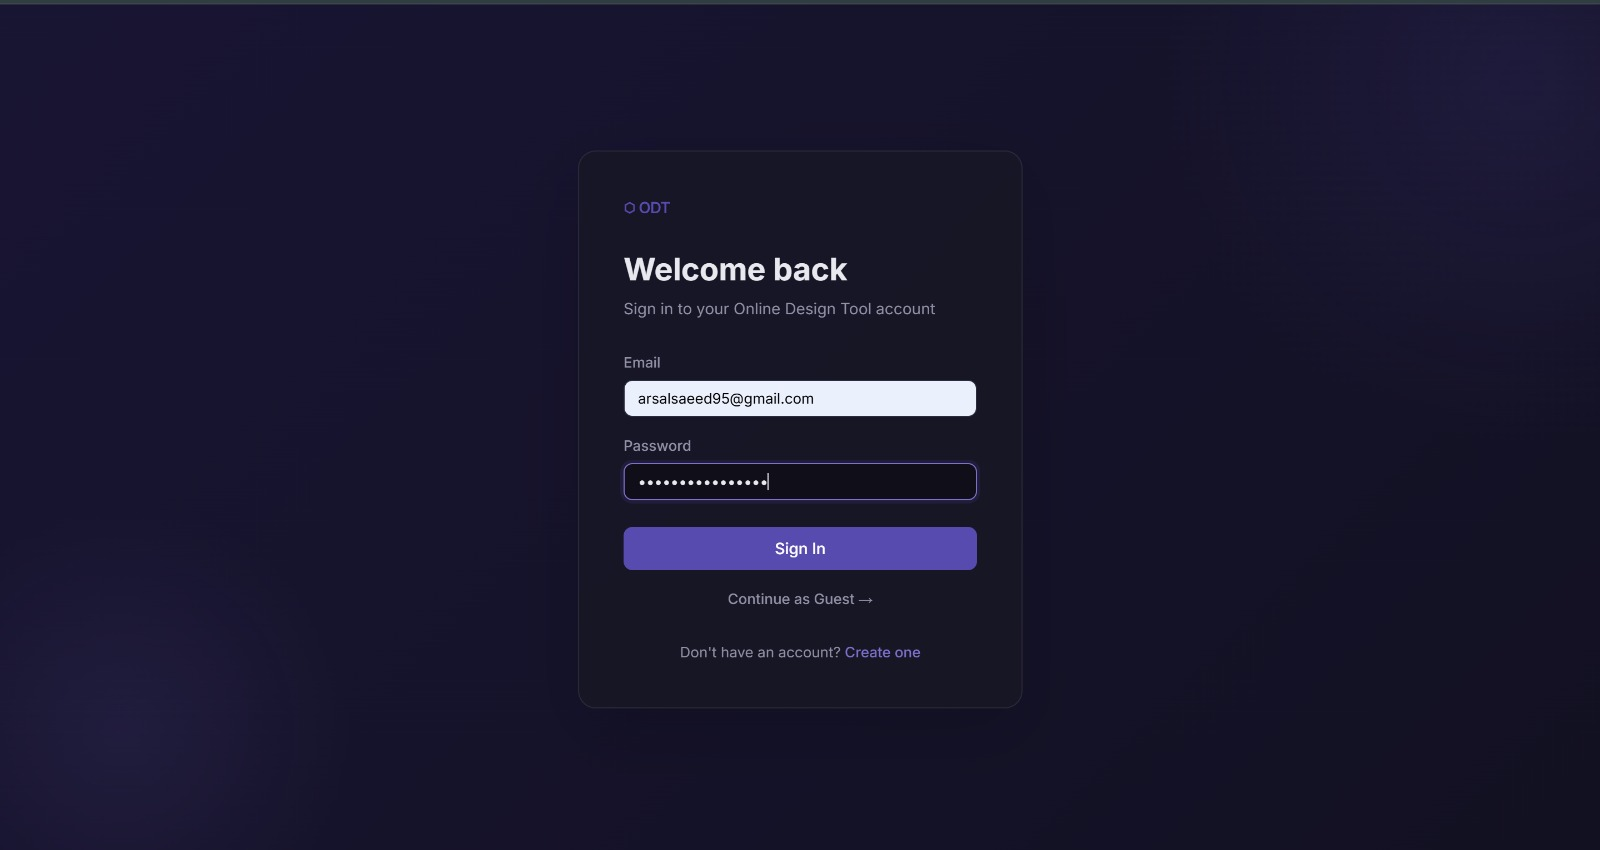 ODT
Welcome back
Sign in to your Online Design Tool account
Email
arsalsaeed95@gmail.com
Password
••••••••••••••••
Sign In
Continue as Guest →
Don't have an account? Create one